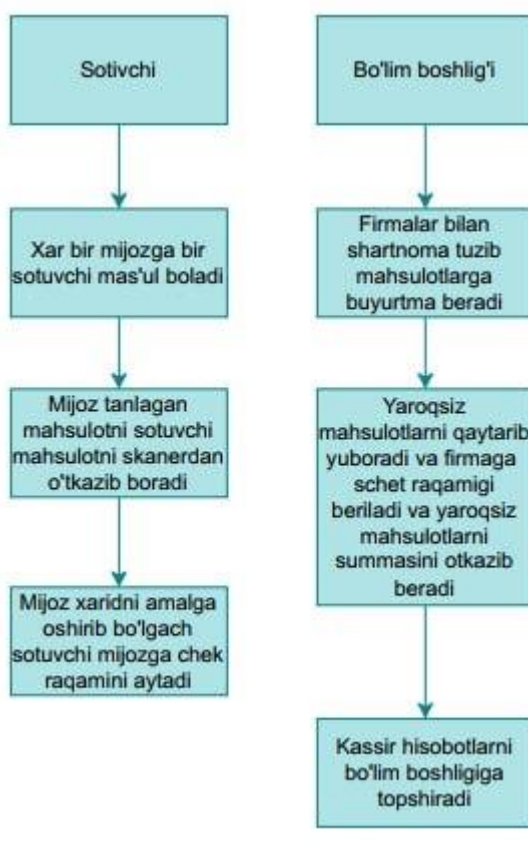 Sotivchi
Xar bir mijozga bir
sotuvchi mas'ul boladi
Mijoz tanlagan
mahsulotni sotuvchi
mahsulotni skanerdan
o'tkazib boradi
Mijoz xaridni amalga
oshirib bo'lgach
sotuvchi mijozga chek
raqamini aytadi
Bo'lim boshlig'i
Firmalar bilan
shartnoma tuzib
mahsulotlarga
buyurtma beradi
Yaroqsiz
mahsulotlarni qaytarib
yuboradi va firmaga
schet raqamigi
beriladi va yaroqsiz
mahsulotlarni
summasini otkazib
beradi
Kassir hisobotlarni
bo'lim boshligiga
topshiradi